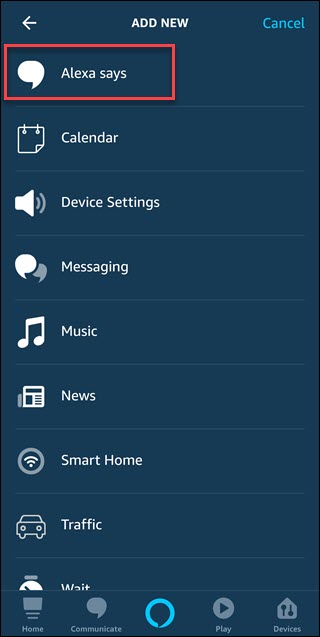 ADD NEW
Cancel
Alexa says
Calendar
Device Settings
Messaging
Music
News
Smart Home
Traffic
Wait
Home
Communicate
Play
Devices